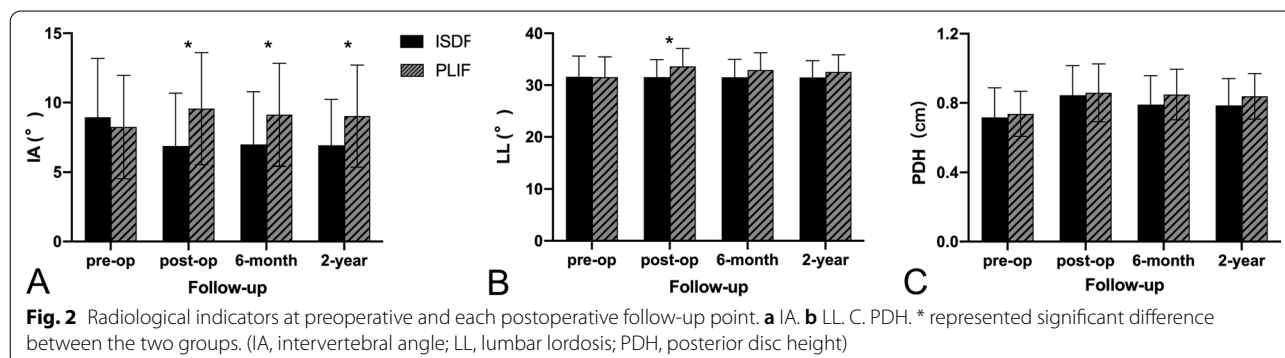 15
10
5
0
IA (°)
*
*
*
pre-op post-op 6-month 2-year
Follow-up
A
ISDF
PLIF
50
40
30
20
10
0
LL (°)
*
pre-op post-op 6-month 2-year
Follow-up
B
1.2
0.8
0.4
0.0
PDH (cm)
pre-op post-op 6-month 2-year
Follow-up
C
Fig. 2 Radiological indicators at preoperative and each postoperative follow-up point. a IA. b LL. C. PDH. * represented significant difference
between the two groups. (IA, intervertebral angle; LL, lumbar lordosis; PDH, posterior disc height)